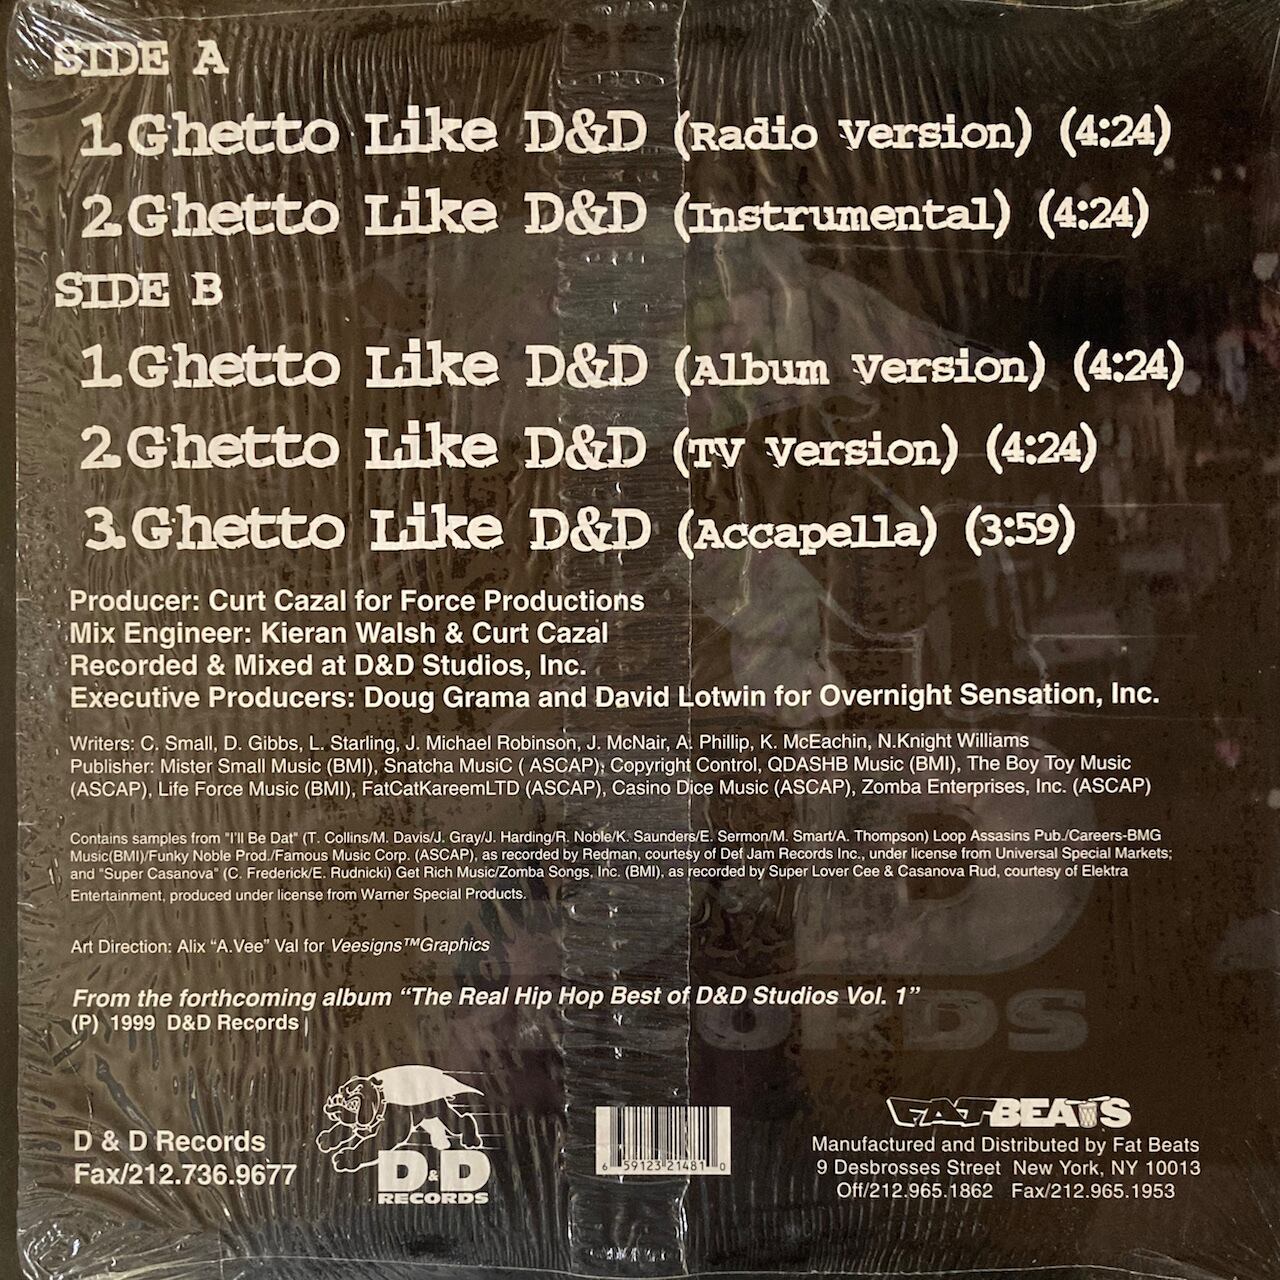 SIDE A
1.Ghetto Like D&D (Radio Version) (4:24)
2.Ghetto Like D&D (Instrumental) (4:24)
SIDE B
1.Ghetto Like D&D (Album Version) (4:24)
2.Ghetto Like D&D (TV Version) (4:24)
3.Ghetto Like D&D (Accapella) (3:59)
Producer: Curt Cazal for Force Productions
Mix Engineer: Kieran Walsh & Curt Cazal
Recorded & Mixed at D&D Studios, Inc.
Executive Producers: Doug Grama and David Lotwin for Overnight Sensation, Inc.
Writers: C. Small, D. Gibbs, L. Starling, J. Michael Robinson, J. McNair, A. Phillip, K. McEachin, N.Knight Williams
Publisher: Mister Small Music (BMI), Snatcha MusiC ( ASCAP), Copyright Control, QDASHB Music (BMI), The Boy Toy Music
(ASCAP), Life Force Music (BMI), FatCatKareemLTD (ASCAP), Casino Dice Music (ASCAP), Zomba Enterprises, Inc. (ASCAP)
Contains samples from "I'll Be Dat" (T. Collins/M. Davis/J. Gray/J. Harding/R. Noble/K. Saunders/E. Sermon/M. Smart/A. Thompson) Loop Assasins Pub./Careers-BMG
Music(BMI)/Funky Noble Prod./Famous Music Corp. (ASCAP), as recorded by Redman, courtesy of Def Jam Records Inc., under license from Universal Special Markets;
and "Super Casanova" (C. Frederick/E. Rudnicki) Get Rich Music/Zomba Songs, Inc. (BMI), as recorded by Super Lover Cee & Casanova Rud, courtesy of Elektra
Entertainment, produced under license from Warner Special Products.
Art Direction: Alix "A.Vee" Val for Veesigns™Graphics
From the forthcoming album "The Real Hip Hop Best of D&D Studios Vol. 1"
(P) 1999 D&D Records
D & D Records
Fax/212.736.9677
D&D
RECORDS
6 59123 21481 0
FAT BEATS
Manufactured and Distributed by Fat Beats
9 Desbrosses Street New York, NY 10013
Off/212.965.1862 Fax/212.965.1953